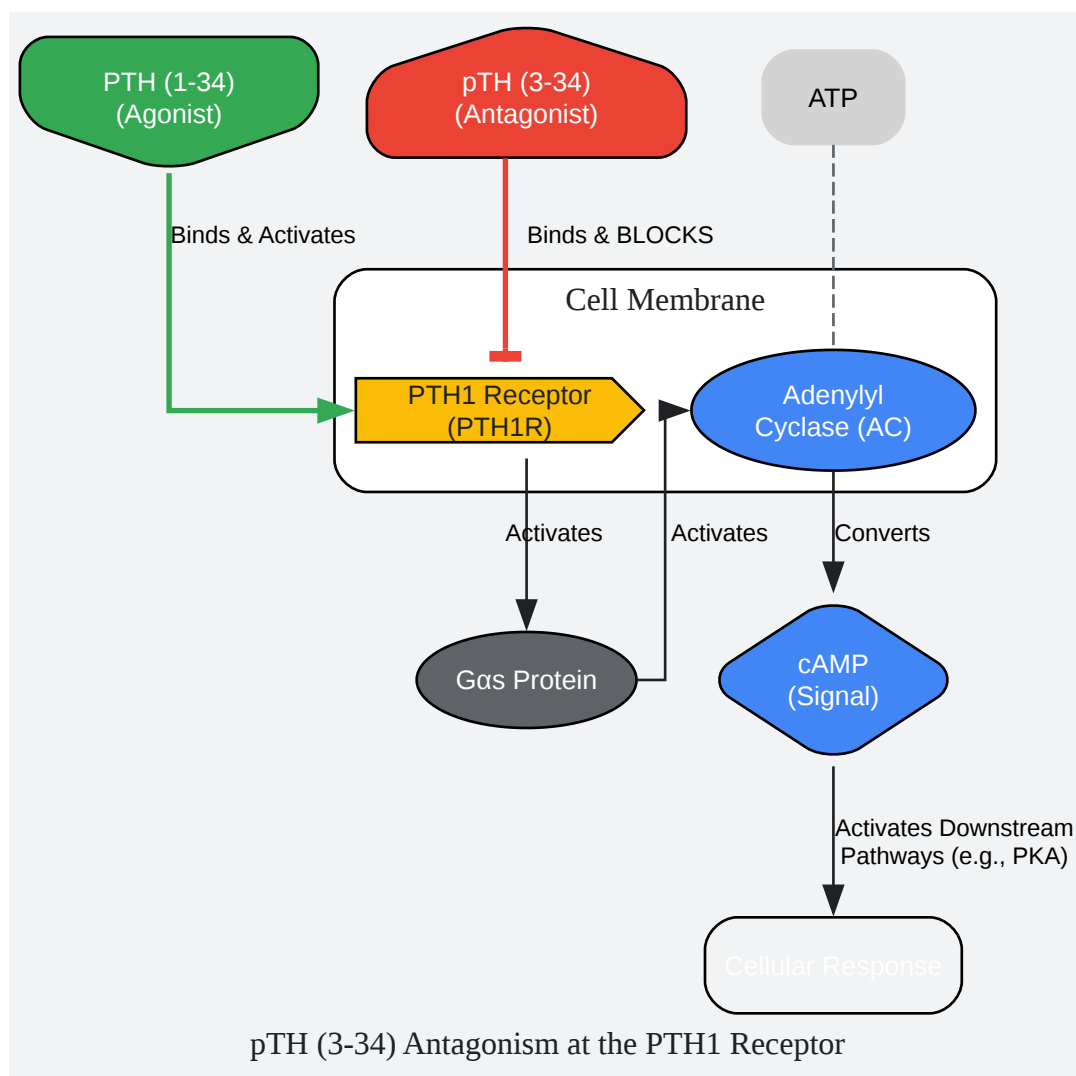 PTH (1-34)
(Agonist)
pTH (3-34)
(Antagonist)
ATP
Binds & Activates
Binds & BLOCKS
Cell Membrane
PTH1 Receptor
(PTH1R)
Adenylyl
Cyclase (AC)
Activates
Activates
Converts
Gαs Protein
cAMP
(Signal)
Activates Downstream
Pathways (e.g., PKA)
Cellular Response
pTH (3-34) Antagonism at the PTH1 Receptor